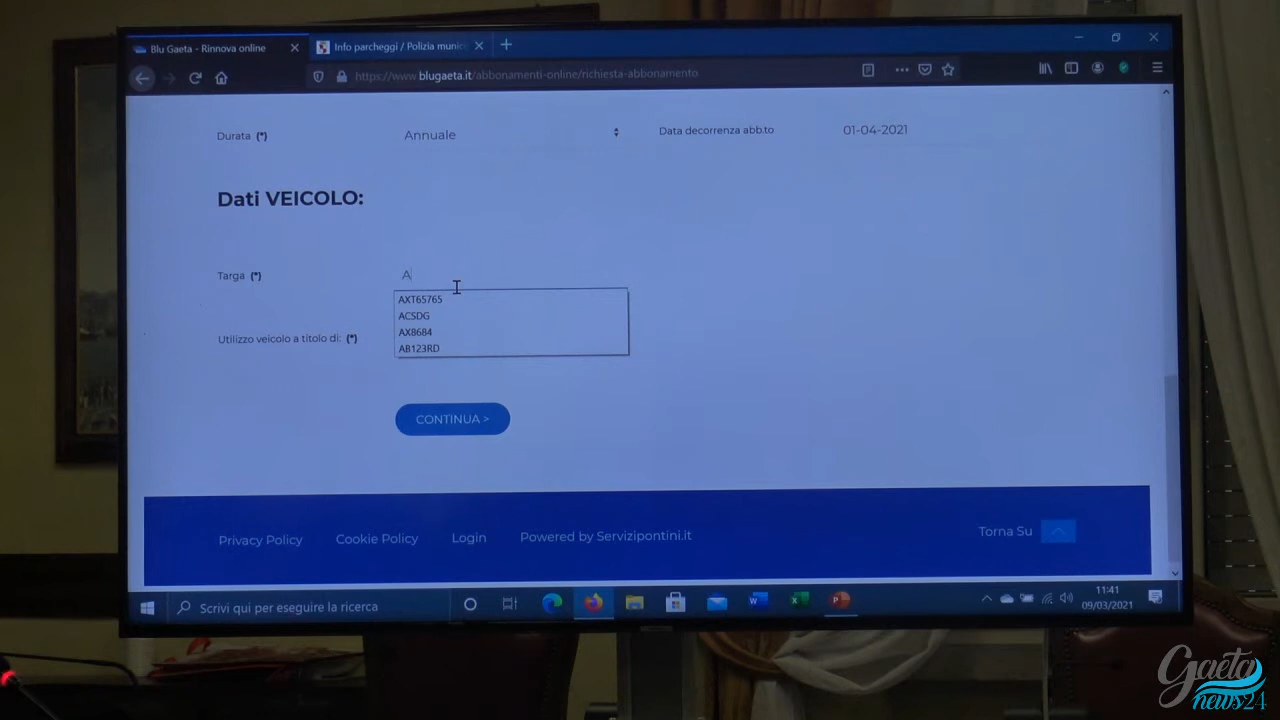 Blu Gaeta - Rinnova online
Info parcheggi / Polizia munic
https://www.blugaeta.it/abbonamenti-online/richiesta-abbonamento
Durata (*) Annuale Data decorrenza abb.to 01-04-2021
Dati VEICOLO:
Targa (*) A
AXT65765
ACSDG
AX8684
AB123RD
Utilizzo veicolo a titolo di: (*)
CONTINUA >
Privacy Policy Cookie Policy Login Powered by Servizipontini.it Torna Su
Scrivi qui per eseguire la ricerca
11:41
09/03/2021
Gaeta
news24